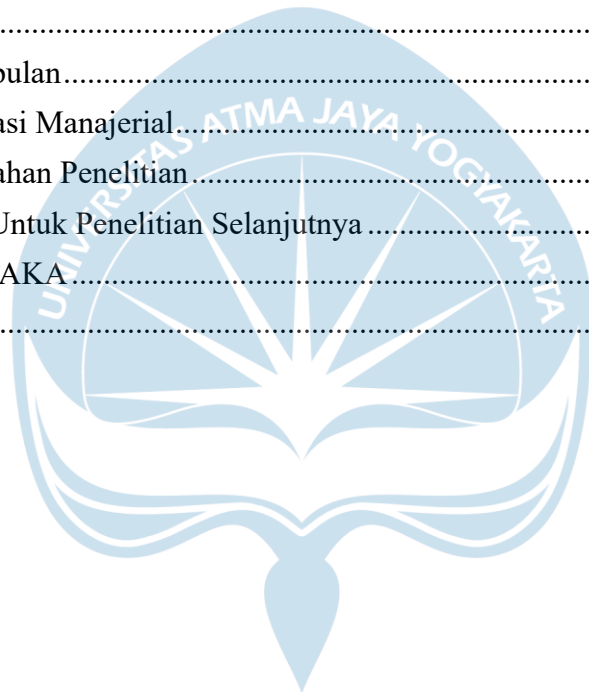 ....................................................................................
pulan....................................................................................
asi Manajerial....................................................................................
ahan Penelitian....................................................................................
Untuk Penelitian Selanjutnya....................................................................................
AKA....................................................................................
....................................................................................
UNIVERSITAS ATMA JAYA YOGYAKARTA